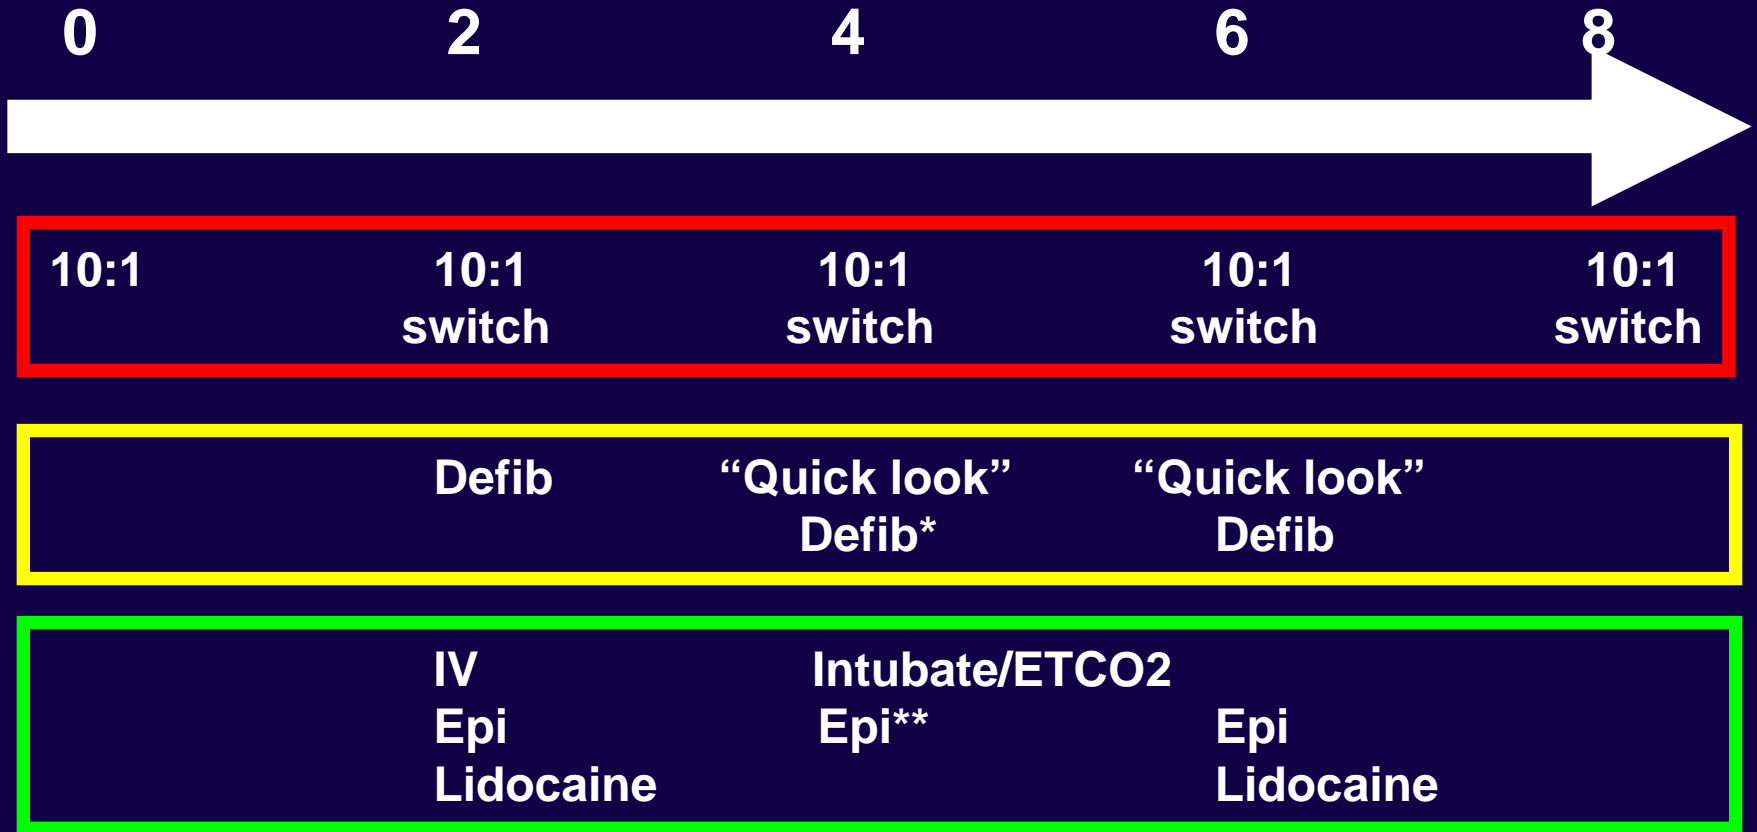 0 2 4 6 8
10:1 10:1 10:1 10:1 10:1
switch switch switch switch
Defib “Quick look” “Quick look”
Defib* Defib
IV Intubate/ETCO2
Epi Epi** Epi
Lidocaine Lidocaine